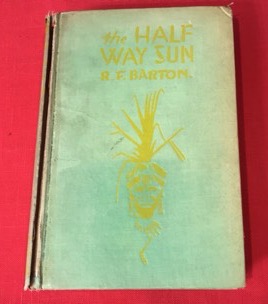 the HALF
WAY SUN
R. F. BARTON.